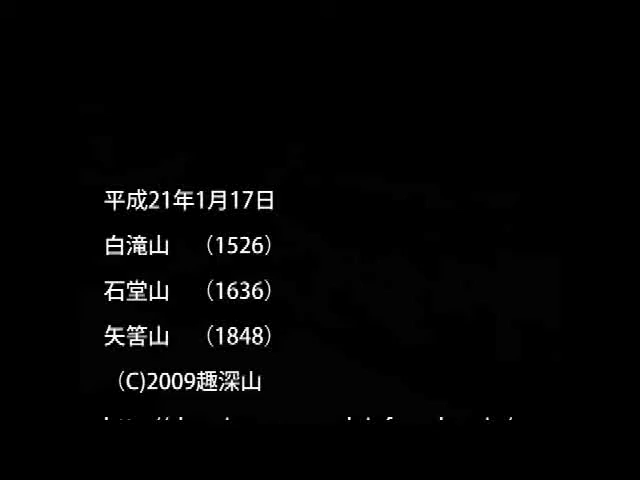 平成21年1月17日
白滝山　（1526）
石堂山　（1636）
矢筈山　（1848）
（C)2009趣深山